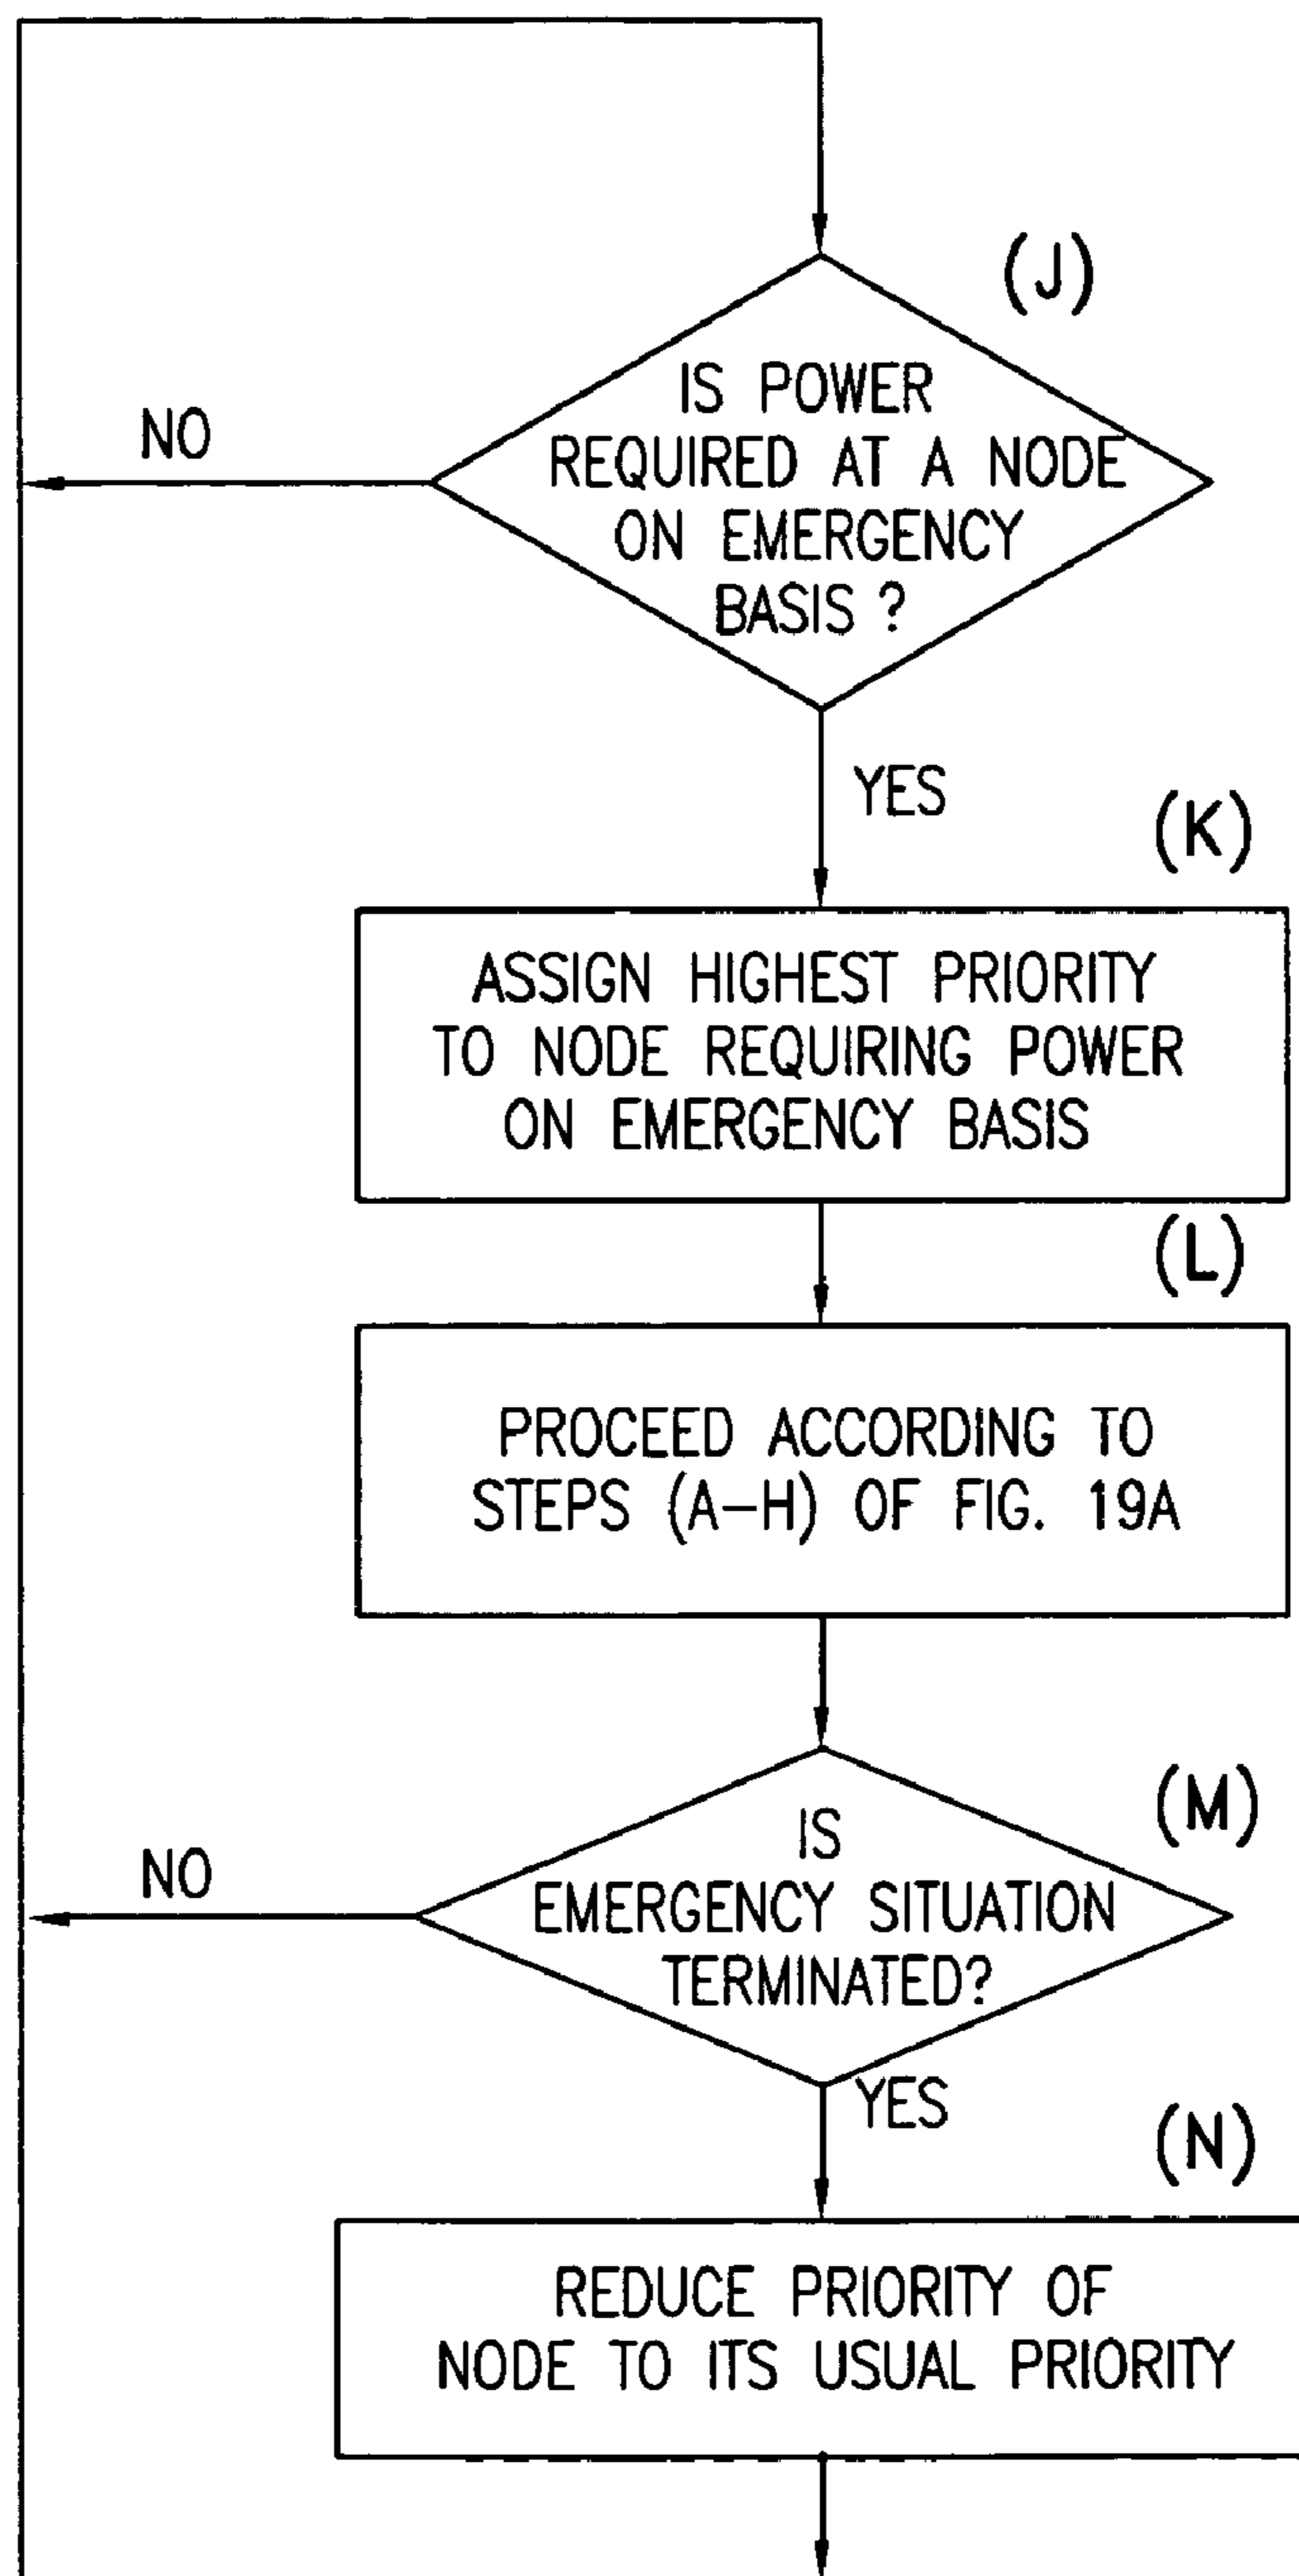 (J)
IS POWER
REQUIRED AT A NODE
ON EMERGENCY
BASIS ?
NO
YES
(K)
ASSIGN HIGHEST PRIORITY
TO NODE REQUIRING POWER
ON EMERGENCY BASIS
(L)
PROCEED ACCORDING TO
STEPS (A-H) OF FIG. 19A
(M)
IS
EMERGENCY SITUATION
TERMINATED?
NO
YES
(N)
REDUCE PRIORITY OF
NODE TO ITS USUAL PRIORITY